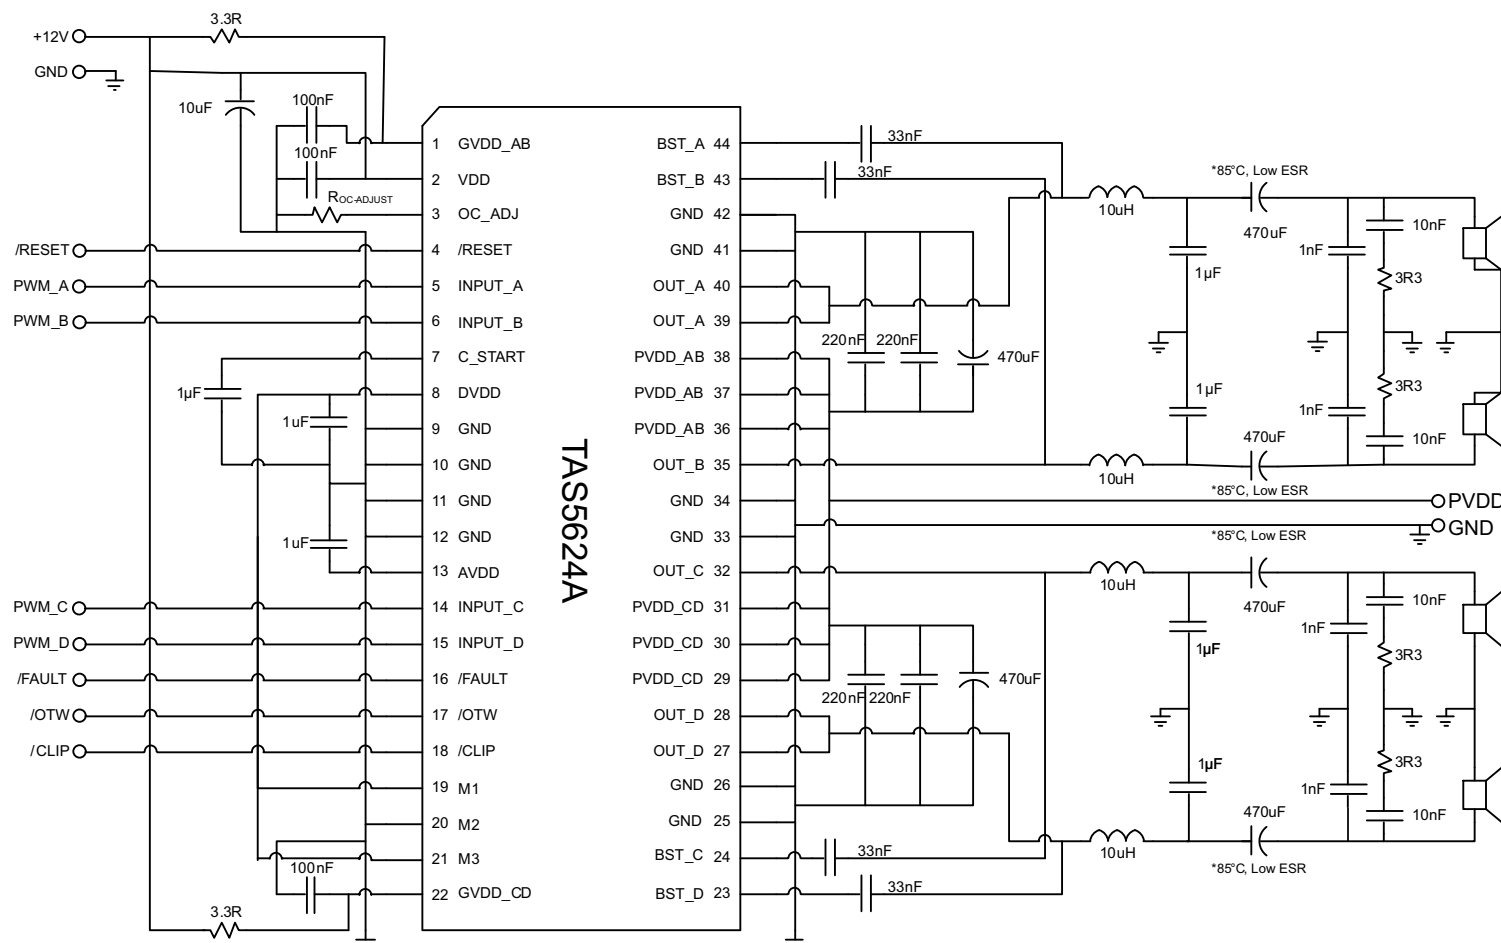 3.3R
+12V
GND
10uF
100nF
100nF
R_OC-ADJUST
/RESET
PWM_A
PWM_B
1µF
1uF
1uF
PWM_C
PWM_D
/FAULT
/OTW
/CLIP
100nF
3.3R
1 GVDD_AB
2 VDD
3 OC_ADJ
4 /RESET
5 INPUT_A
6 INPUT_B
7 C_START
8 DVDD
9 GND
10 GND
11 GND
12 GND
13 AVDD
14 INPUT_C
15 INPUT_D
16 /FAULT
17 /OTW
18 /CLIP
19 M1
20 M2
21 M3
22 GVDD_CD
TAS5624A
BST_A 44
BST_B 43
GND 42
GND 41
OUT_A 40
OUT_A 39
PVDD_AB 38
PVDD_AB 37
PVDD_AB 36
OUT_B 35
GND 34
GND 33
OUT_C 32
PVDD_CD 31
PVDD_CD 30
PVDD_CD 29
OUT_D 28
OUT_D 27
GND 26
GND 25
BST_C 24
BST_D 23
33nF
33nF
220nF 220nF
470uF
220nF 220nF
470uF
33nF
33nF
10uH
*85°C, Low ESR
470uF
1µF
1nF
10nF
3R3
1µF
1nF
3R3
10nF
470uF
10uH
*85°C, Low ESR
PVDD
GND
*85°C, Low ESR
10uH
470uF
1µF
1nF
10nF
3R3
1µF
1nF
3R3
10nF
470uF
10uH
*85°C, Low ESR